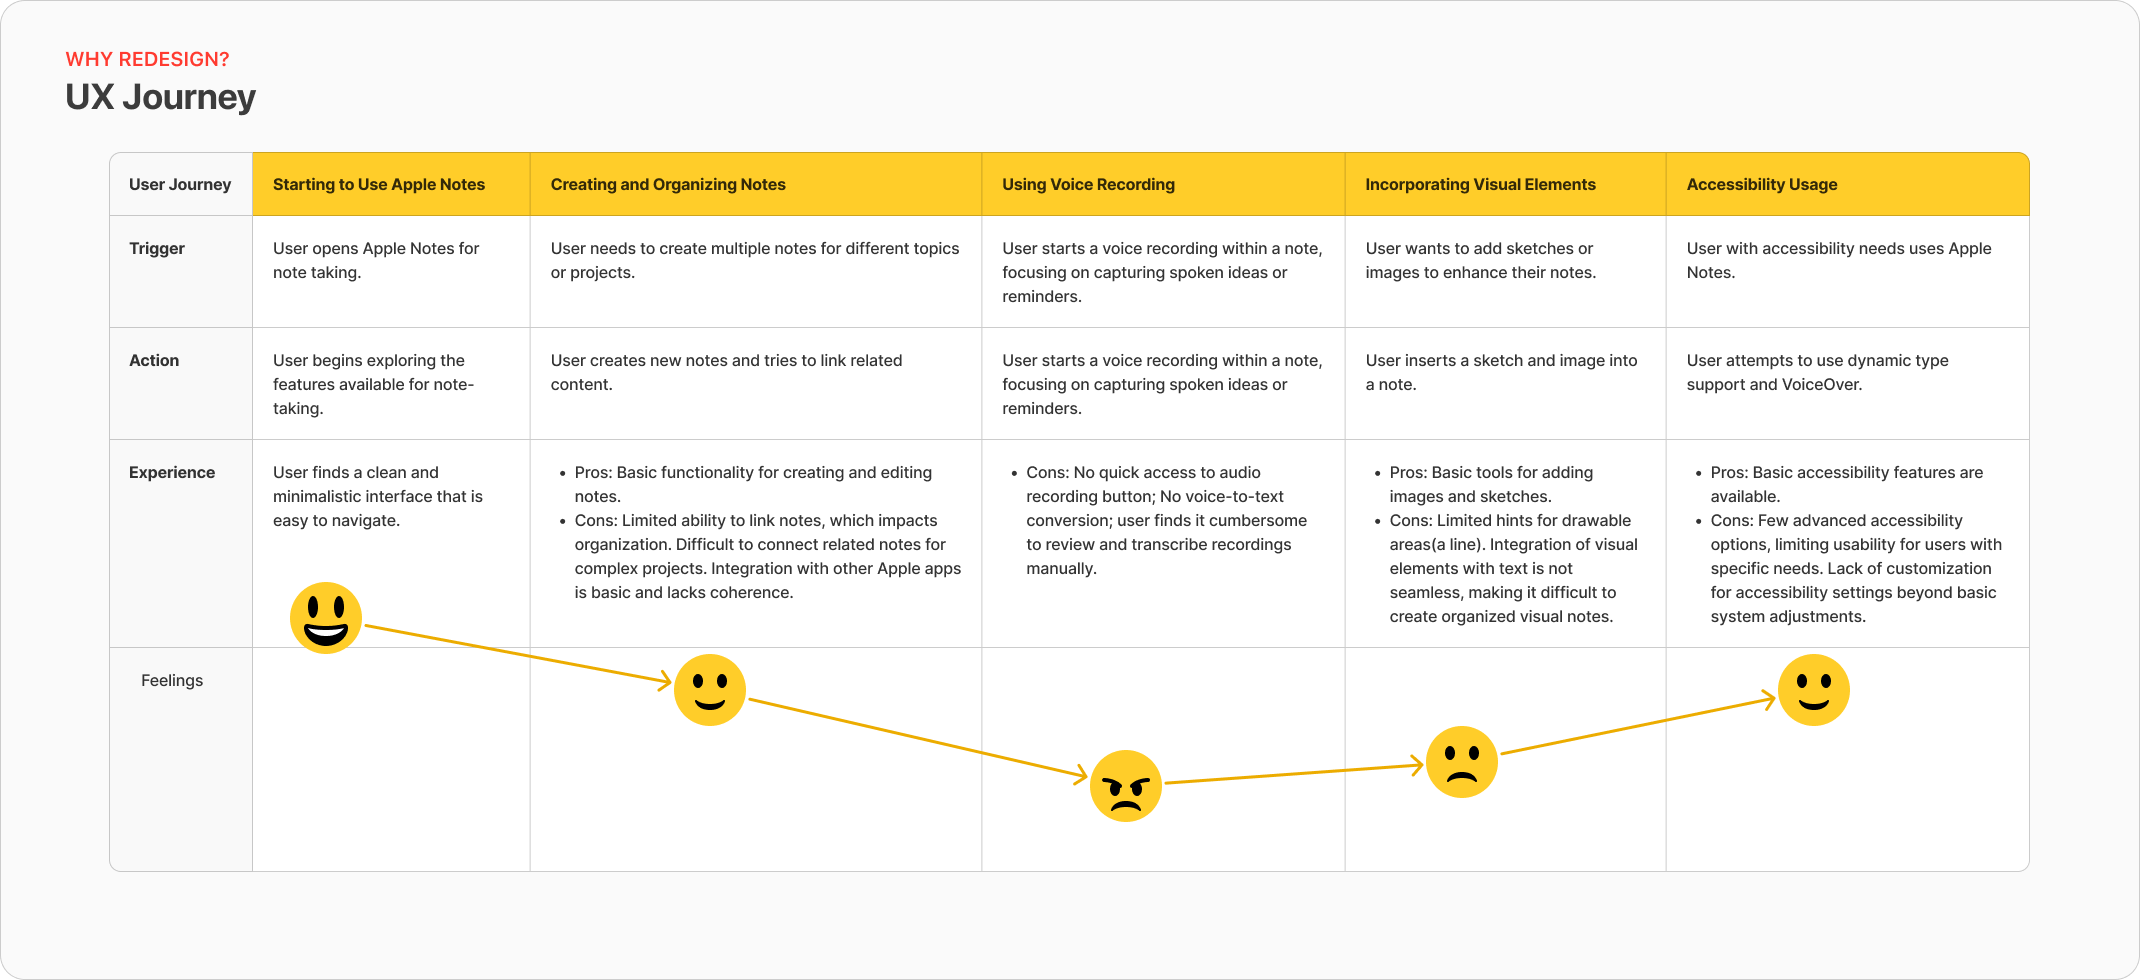 WHY REDESIGN?
UX Journey
User Journey
Starting to Use Apple Notes
Creating and Organizing Notes
Using Voice Recording
Incorporating Visual Elements
Accessibility Usage
Trigger
User opens Apple Notes for
note taking.
User needs to create multiple notes for different topics
or projects.
User starts a voice recording within a note,
focusing on capturing spoken ideas or
reminders.
User wants to add sketches or
images to enhance their notes.
User with accessibility needs uses Apple
Notes.
Action
User begins exploring the
features available for note-
taking.
User creates new notes and tries to link related
content.
User starts a voice recording within a note,
focusing on capturing spoken ideas or
reminders.
User inserts a sketch and image into
a note.
User attempts to use dynamic type
support and VoiceOver.
Experience
User finds a clean and
minimalistic interface that is
easy to navigate.
• Pros: Basic functionality for creating and editing
notes.
• Cons: Limited ability to link notes, which impacts
organization. Difficult to connect related notes for
complex projects. Integration with other Apple apps
is basic and lacks coherence.
• Cons: No quick access to audio
recording button; No voice-to-text
conversion; user finds it cumbersome
to review and transcribe recordings
manually.
• Pros: Basic tools for adding
images and sketches.
• Cons: Limited hints for drawable
areas(a line). Integration of visual
elements with text is not
seamless, making it difficult to
create organized visual notes.
• Pros: Basic accessibility features are
available.
• Cons: Few advanced accessibility
options, limiting usability for users with
specific needs. Lack of customization
for accessibility settings beyond basic
system adjustments.
Feelings